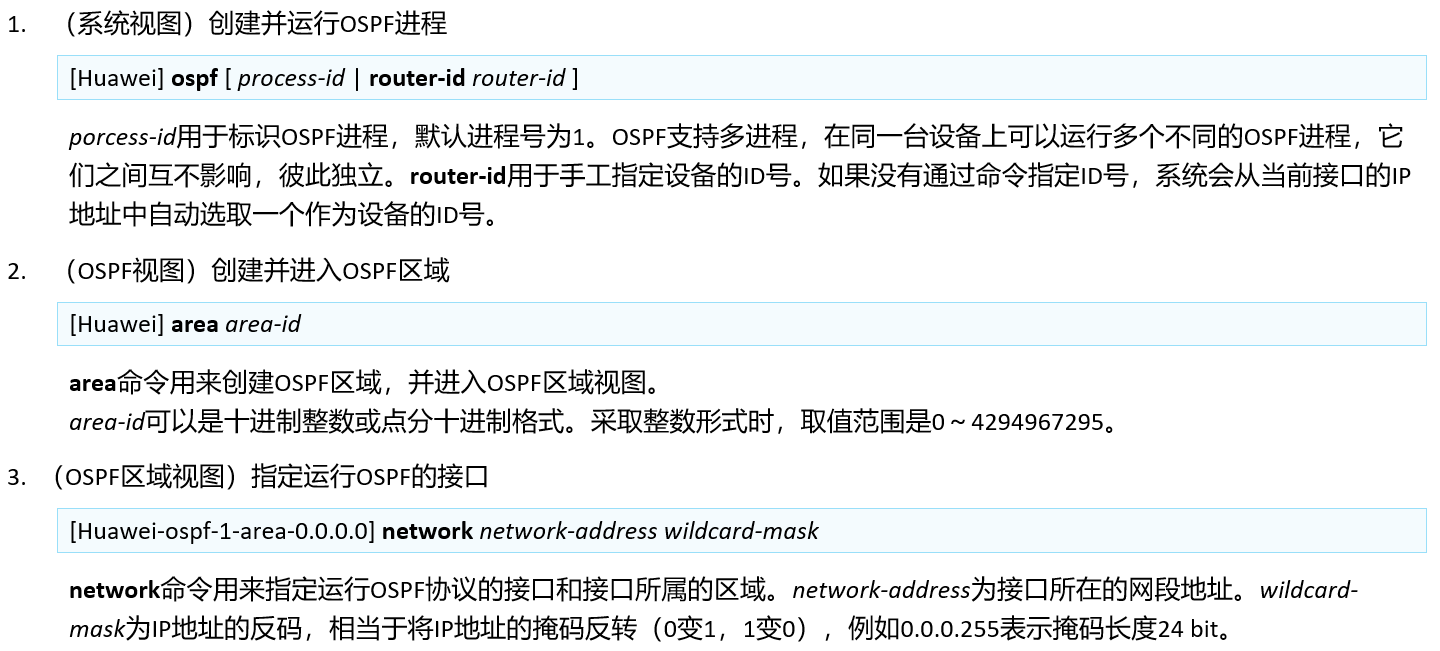 1. （系统视图）创建并运行OSPF进程
[Huawei] ospf [ process-id | router-id router-id ]
porcess-id用于标识OSPF进程，默认进程号为1。OSPF支持多进程，在同一台设备上可以运行多个不同的OSPF进程，它
们之间互不影响，彼此独立。router-id用于手工指定设备的ID号。如果没有通过命令指定ID号，系统会从当前接口的IP
地址中自动选取一个作为设备的ID号。
2. （OSPF视图）创建并进入OSPF区域
[Huawei] area area-id
area命令用来创建OSPF区域，并进入OSPF区域视图。
area-id可以是十进制整数或点分十进制格式。采取整数形式时，取值范围是0～4294967295。
3. （OSPF区域视图）指定运行OSPF的接口
[Huawei-ospf-1-area-0.0.0.0] network network-address wildcard-mask
network命令用来指定运行OSPF协议的接口和接口所属的区域。network-address为接口所在的网段地址。wildcard-
mask为IP地址的反码，相当于将IP地址的掩码反转（0变1，1变0），例如0.0.0.255表示掩码长度24 bit。